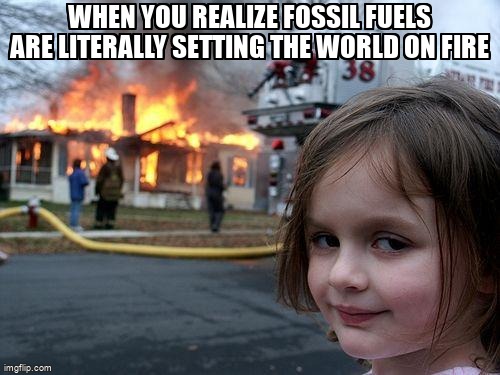 WHEN YOU REALIZE FOSSIL FUELS
ARE LITERALLY SETTING THE WORLD ON FIRE
38
imgflip.com